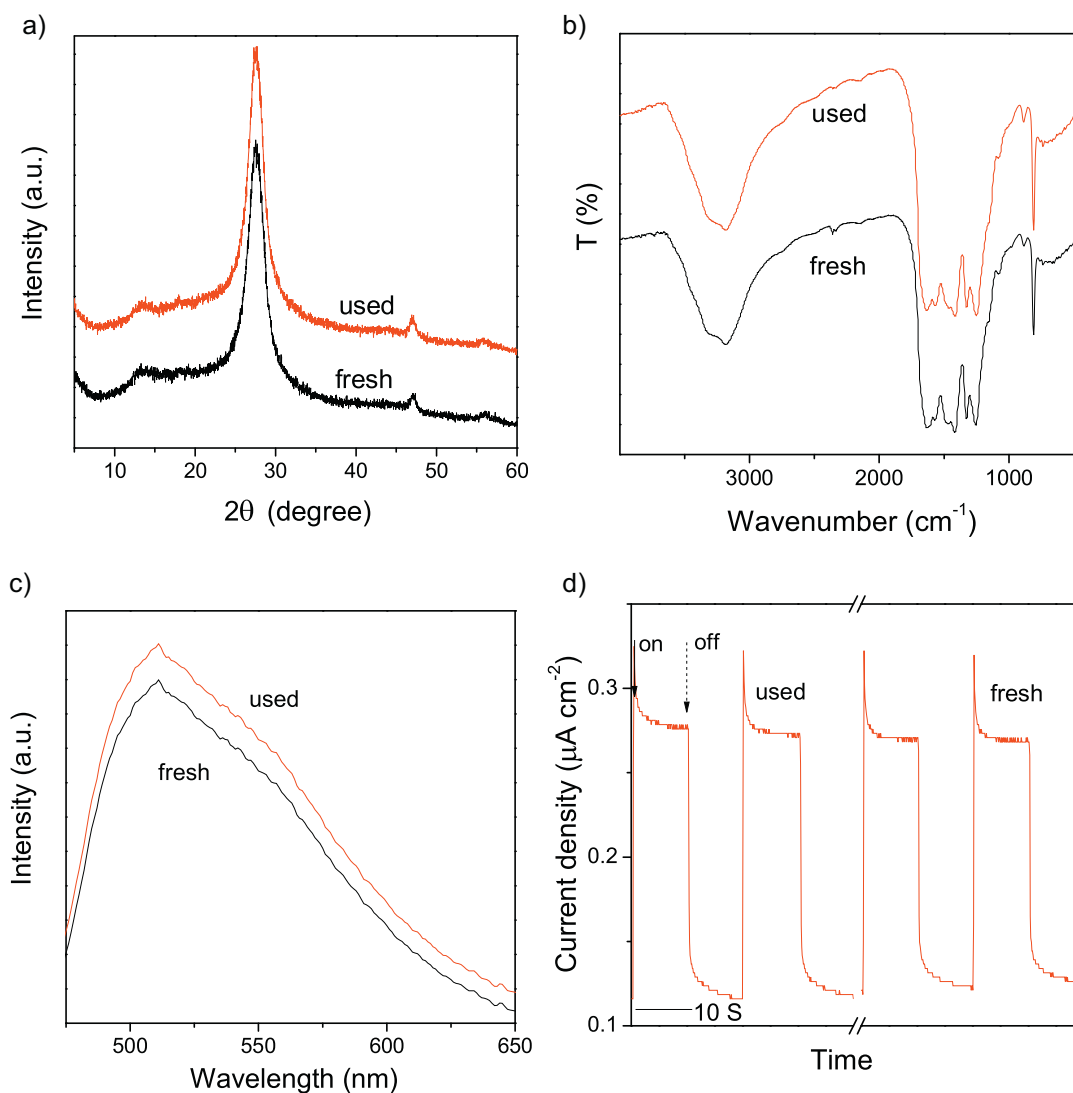 a)
Intensity (a.u.)
used
fresh
10 20 30 40 50 60
2θ (degree)
b)
T (%)
used
fresh
3000 2000 1000
Wavenumber (cm-1)
c)
Intensity (a.u.)
used
fresh
500 550 600 650
Wavelength (nm)
d)
Current density (µA cm-2)
on off
used fresh
0.3
0.2
0.1
10 S
Time